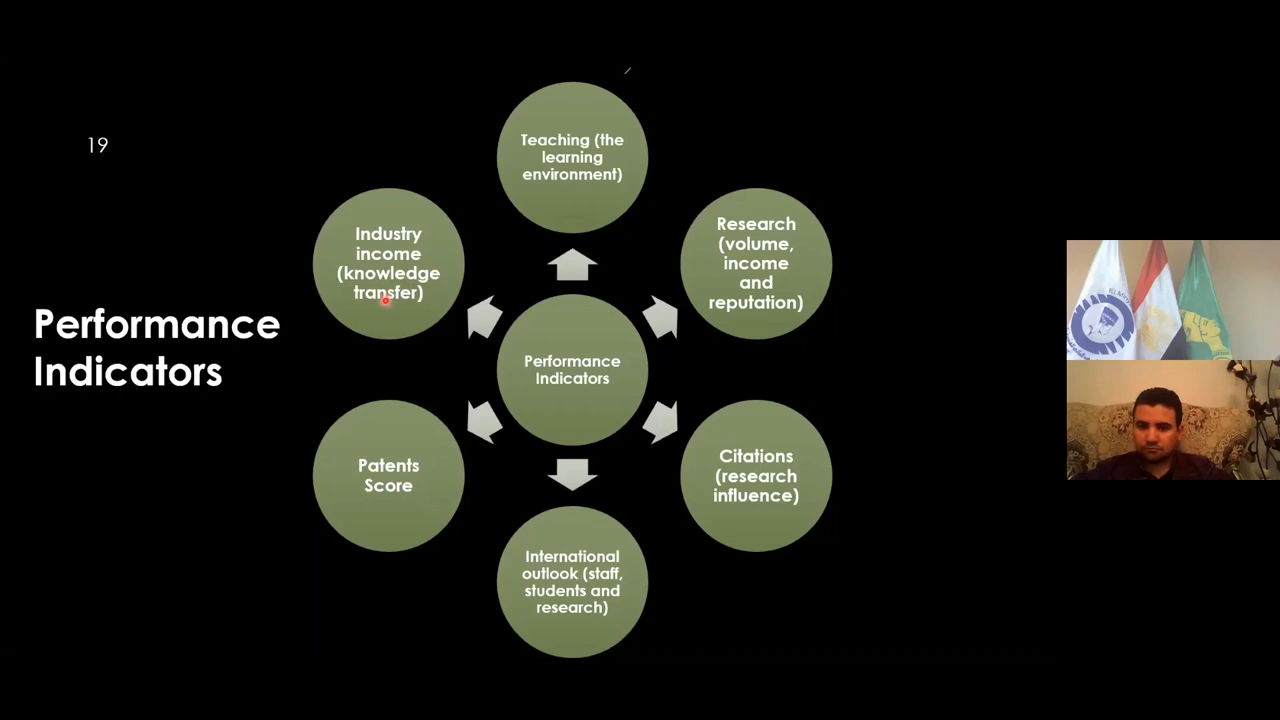 19
Performance
Indicators
Teaching (the
learning
environment)
Research
(volume,
income
and
reputation)
Citations
(research
influence)
International
outlook (staff,
students and
research)
Patents
Score
Industry
income
(knowledge
transfer)
Performance
Indicators